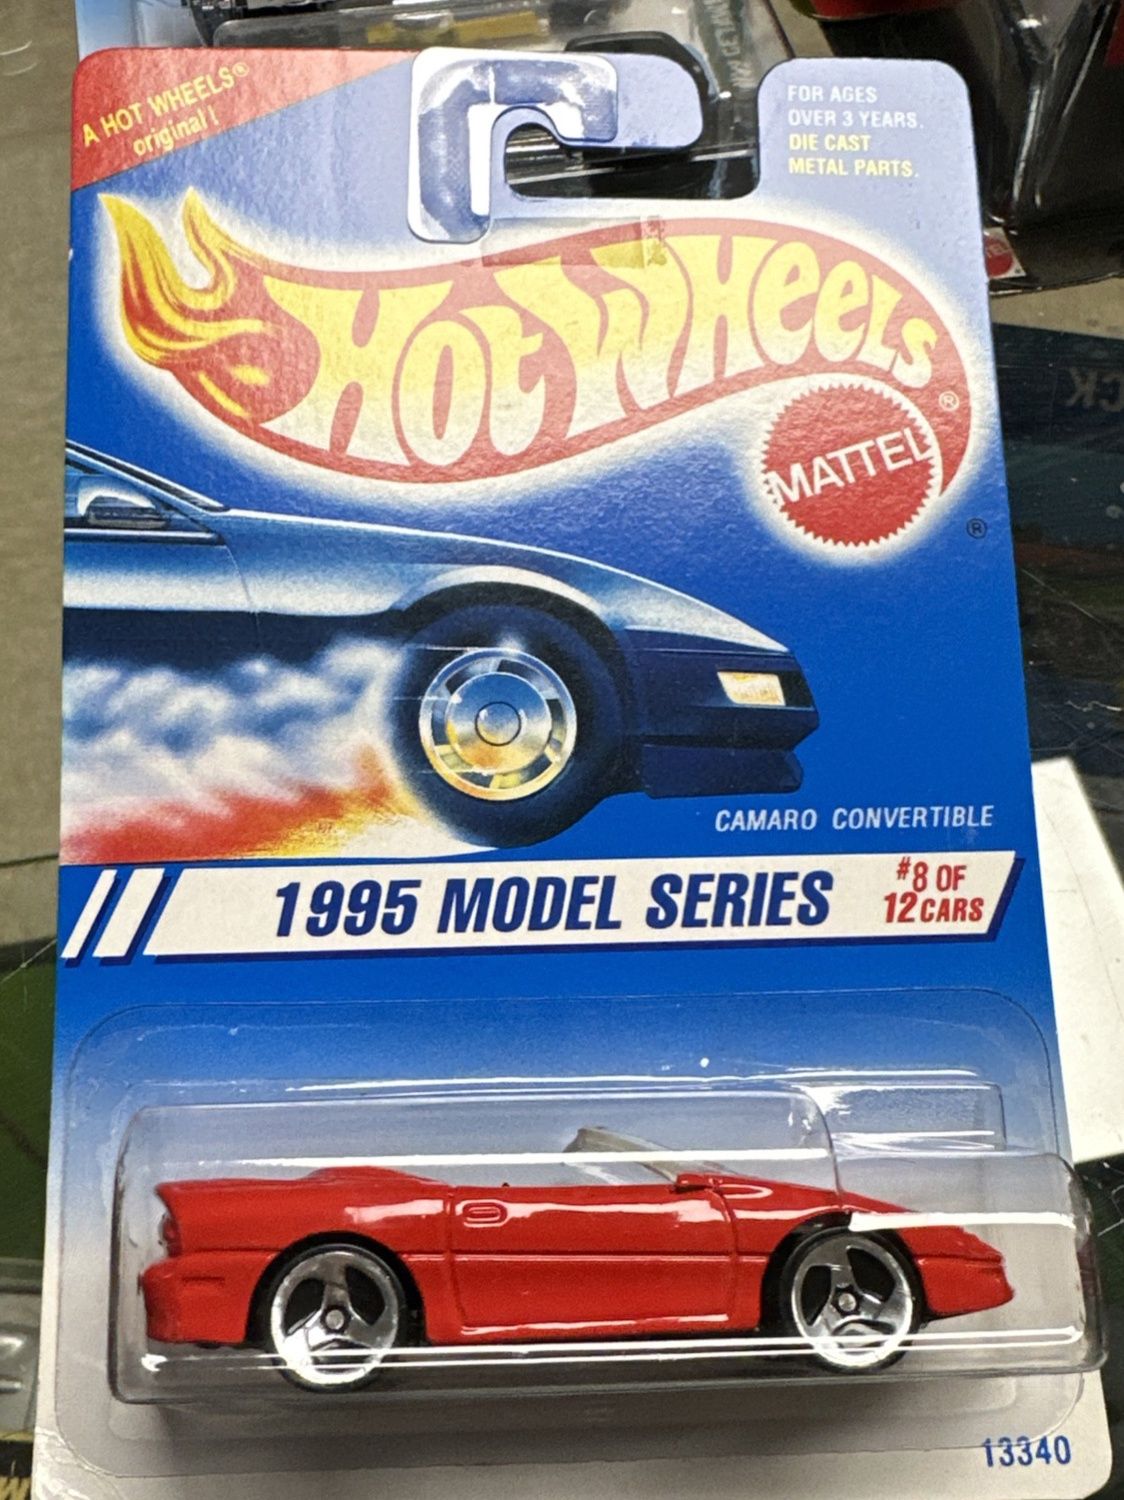 A HOT WHEELS®
original!
FOR AGES
OVER 3 YEARS.
DIE CAST
METAL PARTS.
HOT WHEELS
®
MATTEL
®
CAMARO CONVERTIBLE
1995 MODEL SERIES
#8 OF
12 CARS
13340